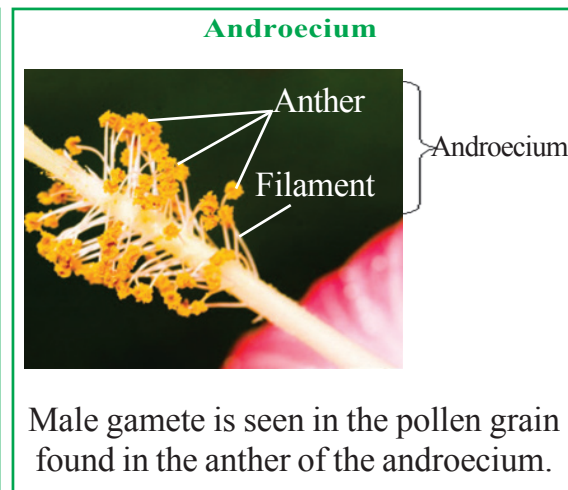 Androecium
Anther
Androecium
Filament
Male gamete is seen in the pollen grain
found in the anther of the androecium.